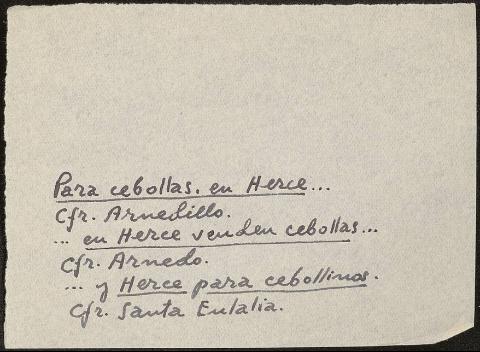 Para cebollas, en Herce...
Cfr. Arnedillo.
... en Herce venden cebollas...
Cfr. Arnedo.
... y Herce para cebollinos.
Cfr. Santa Eulalia.